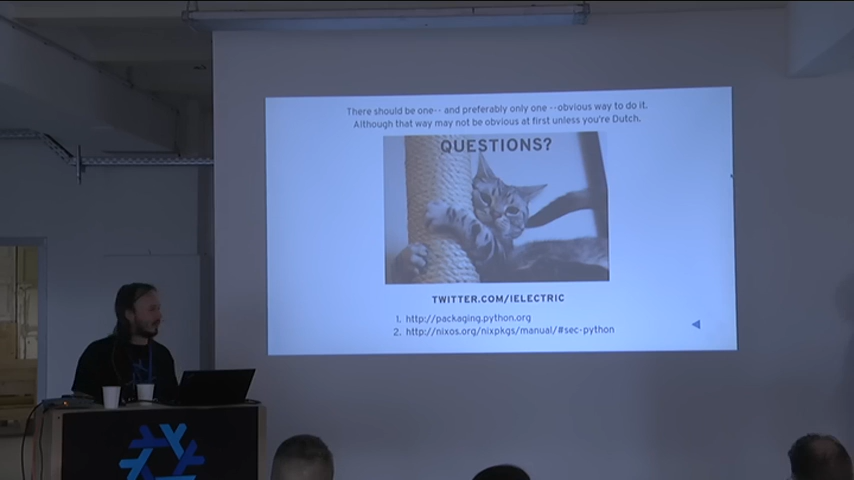 There should be one-- and preferably only one --obvious way to do it.
Although that way may not be obvious at first unless you're Dutch.
QUESTIONS?
TWITTER.COM/IELECTRIC
1. http://packaging.python.org
2. http://nixos.org/nixpkgs/manual/#sec-python